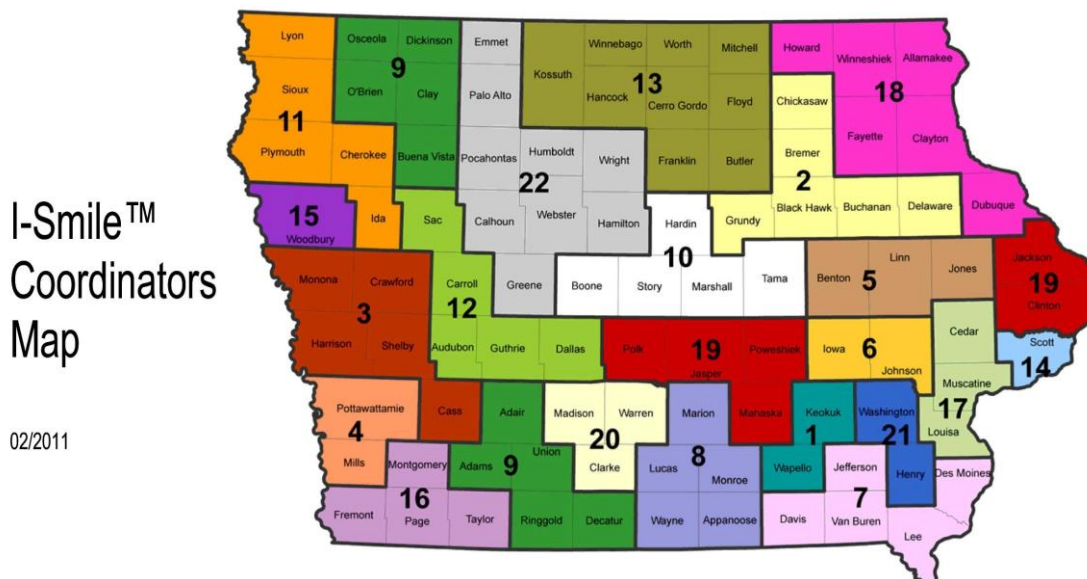 I-Smile™
Coordinators
Map
02/2011
Lyon
Osceola
Dickinson
Emmet
Winnebago
Worth
Mitchell
Howard
Winneshiek
Allamakee
9
Kossuth
13
18
Sioux
O'Brien
Clay
Palo Alto
Hancock
Cerro Gordo
Floyd
Chickasaw
11
Plymouth
Cherokee
Buena Vista
Pocahontas
Humboldt
Wright
Franklin
Butler
Bremer
Fayette
Clayton
22
2
15
Woodbury
Ida
Sac
Calhoun
Webster
Hamilton
Hardin
Grundy
Black Hawk
Buchanan
Delaware
Dubuque
10
Monona
Crawford
Carroll
Greene
Boone
Story
Marshall
Tama
Benton
Linn
Jones
Jackson
3
12
5
19
Clinton
Harrison
Shelby
Audubon
Guthrie
Dallas
Polk
19
Jasper
Poweshiek
Iowa
6
Johnson
Cedar
Scott
14
Pottawattamie
Cass
Adair
Madison
Warren
Marion
Mahaska
Keokuk
Washington
Muscatine
4
20
1
21
17
Louisa
Mills
Montgomery
Adams
9
Union
Clarke
Lucas
8
Monroe
Wapello
Jefferson
Henry
Des Moines
16
7
Fremont
Page
Taylor
Ringgold
Decatur
Wayne
Appanoose
Davis
Van Buren
Lee